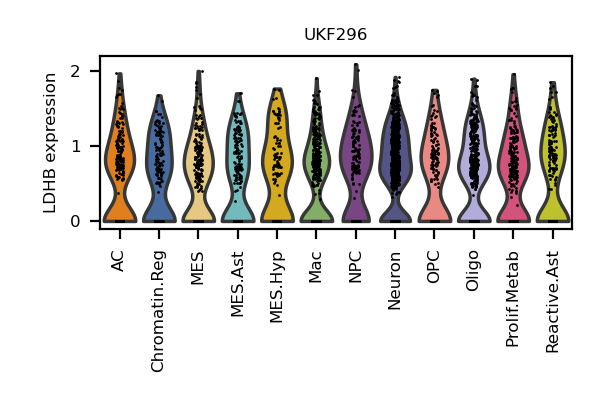 UKF296
LDHB expression
2
1
0
AC
Chromatin.Reg
MES
MES.Ast
MES.Hyp
Mac
NPC
Neuron
OPC
Oligo
Prolif.Metab
Reactive.Ast